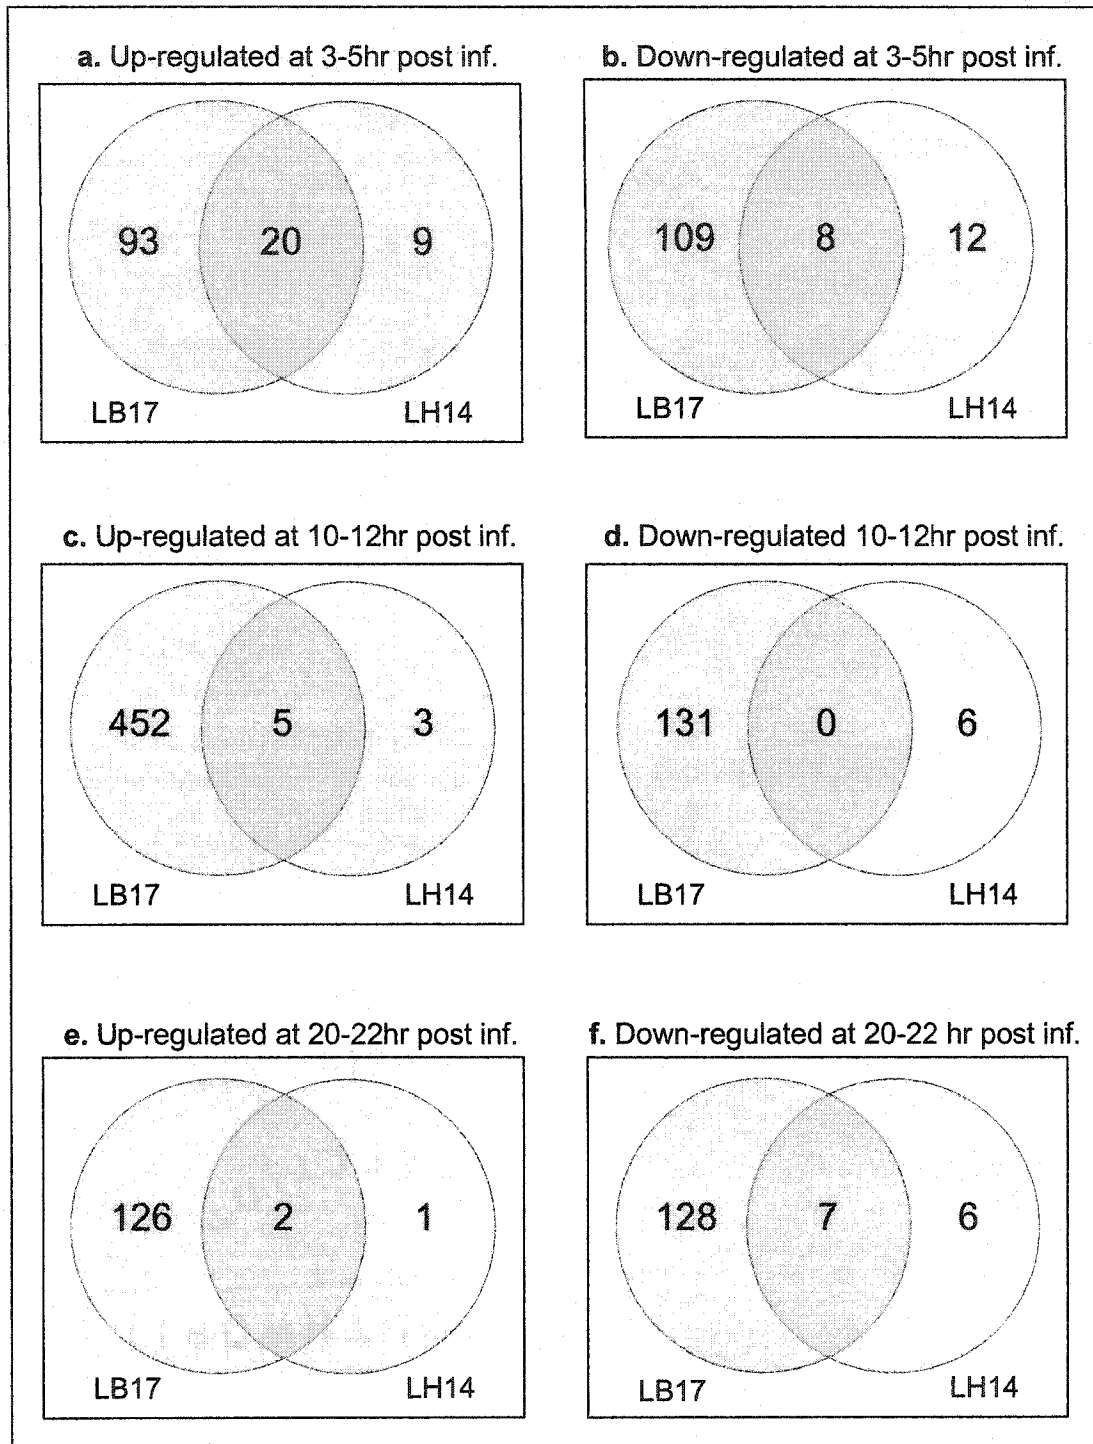 a. Up-regulated at 3-5hr post inf.
93 20 9
LB17 LH14
b. Down-regulated at 3-5hr post inf.
109 8 12
LB17 LH14
c. Up-regulated at 10-12hr post inf.
452 5 3
LB17 LH14
d. Down-regulated 10-12hr post inf.
131 0 6
LB17 LH14
e. Up-regulated at 20-22hr post inf.
126 2 1
LB17 LH14
f. Down-regulated at 20-22 hr post inf.
128 7 6
LB17 LH14